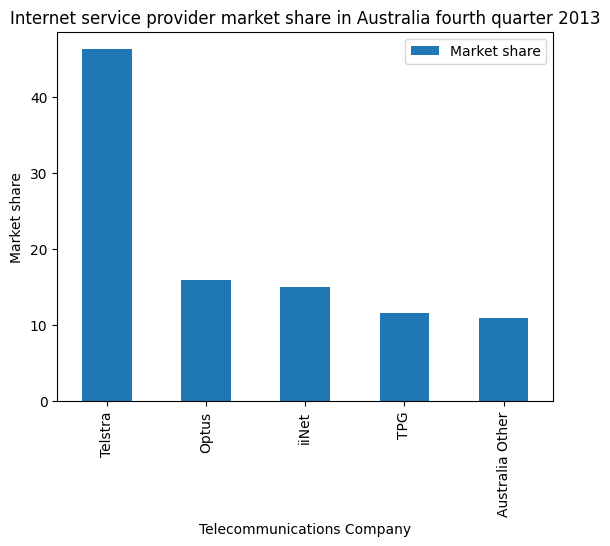 Internet service provider market share in Australia fourth quarter 2013
Market share
Market share
40
30
20
10
0
Telstra
Optus
iiNet
TPG
Australia Other
Telecommunications Company